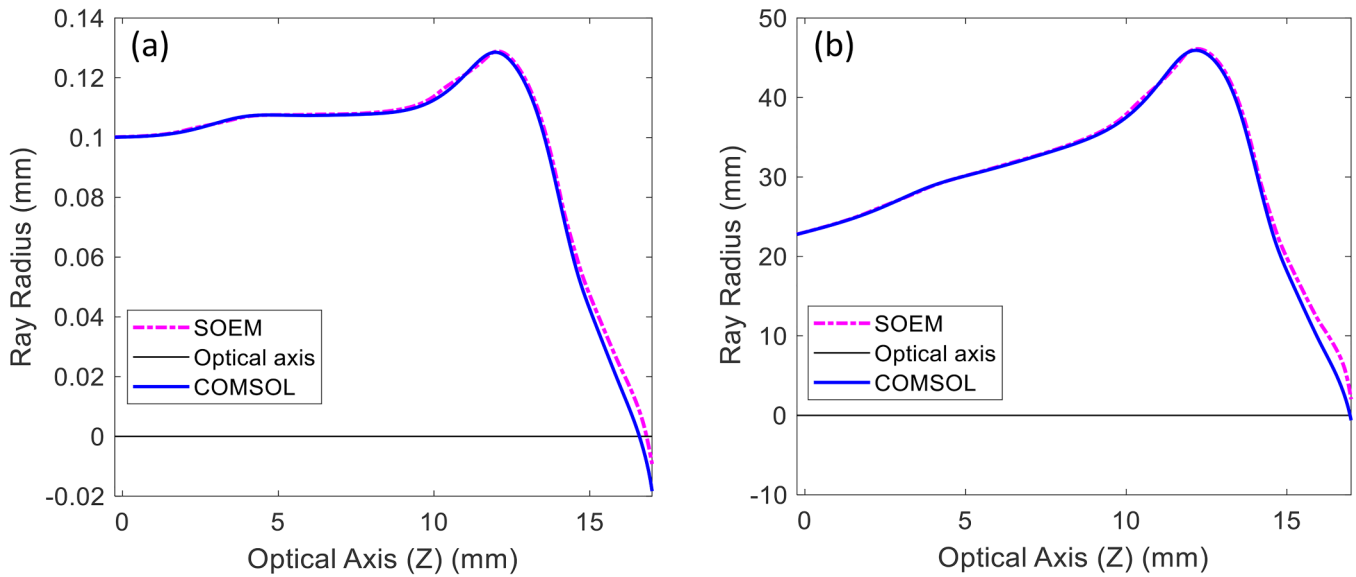 (a)
0.14
0.12
0.1
0.08
0.06
0.04
0.02
0
-0.02
Ray Radius (mm)
SOEM
Optical axis
COMSOL
0
5
10
15
Optical Axis (Z) (mm)
(b)
50
40
30
20
10
0
-10
Ray Radius (mm)
SOEM
Optical axis
COMSOL
0
5
10
15
Optical Axis (Z) (mm)